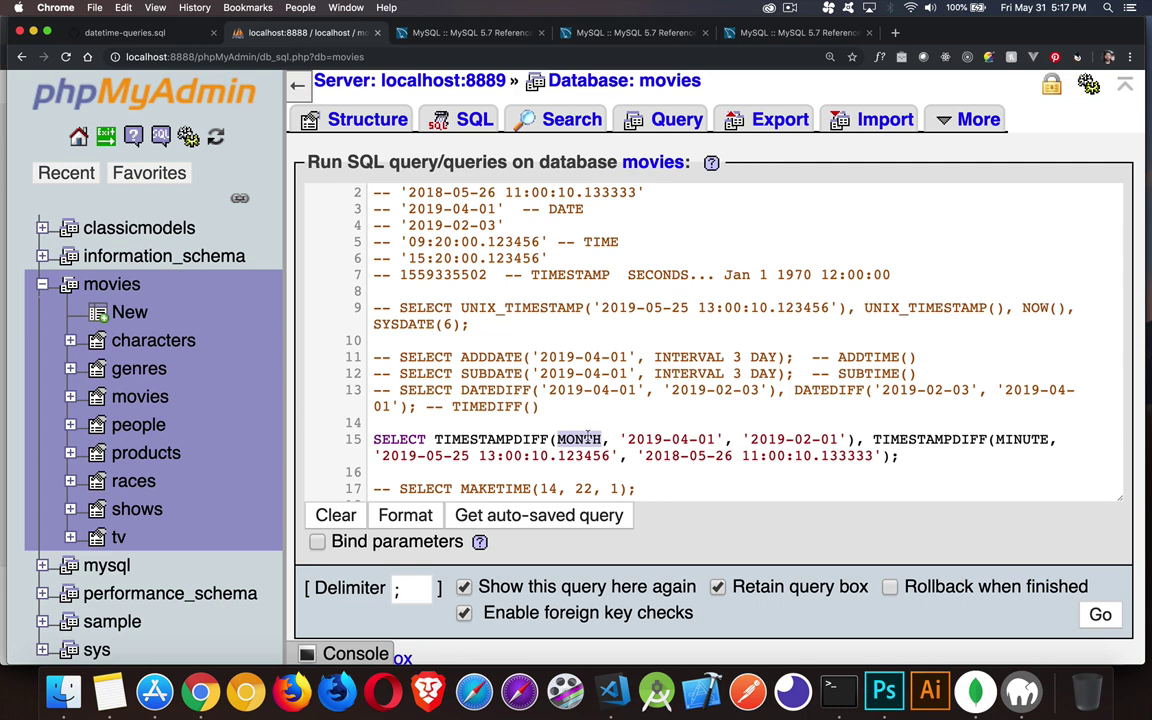 Chrome File Edit View History Bookmarks People Window Help 100% Fri May 31 5:17 PM
datetime-queries.sql localhost:8888 / localhost / mo MySQL :: MySQL 5.7 Reference MySQL :: MySQL 5.7 Reference MySQL :: MySQL 5.7 Reference
localhost:8888/phpMyAdmin/db_sql.php?db=movies
phpMyAdmin
Recent Favorites
classicmodels
information_schema
movies
New
characters
genres
movies
people
products
races
shows
tv
mysql
performance_schema
sample
sys
Server: localhost:8889 » Database: movies
Structure SQL Search Query Export Import More
Run SQL query/queries on database movies:
2 -- '2018-05-26 11:00:10.133333'
3 -- '2019-04-01' -- DATE
4 -- '2019-02-03'
5 -- '09:20:00.123456' -- TIME
6 -- '15:20:00.123456'
7 -- 1559335502 -- TIMESTAMP SECONDS... Jan 1 1970 12:00:00
8
9 -- SELECT UNIX_TIMESTAMP('2019-05-25 13:00:10.123456'), UNIX_TIMESTAMP(), NOW(),
SYSDATE(6);
10
11 -- SELECT ADDDATE('2019-04-01', INTERVAL 3 DAY); -- ADDTIME()
12 -- SELECT SUBDATE('2019-04-01', INTERVAL 3 DAY); -- SUBTIME()
13 -- SELECT DATEDIFF('2019-04-01', '2019-02-03'), DATEDIFF('2019-02-03', '2019-04-
01'); -- TIMEDIFF()
14
15 SELECT TIMESTAMPDIFF(MONTH, '2019-04-01', '2019-02-01'), TIMESTAMPDIFF(MINUTE,
'2019-05-25 13:00:10.123456', '2018-05-26 11:00:10.133333');
16
17 -- SELECT MAKETIME(14, 22, 1);
Clear Format Get auto-saved query
Bind parameters
[ Delimiter ; ] Show this query here again Retain query box Rollback when finished
Enable foreign key checks
Go
Console ox
Ps Ai